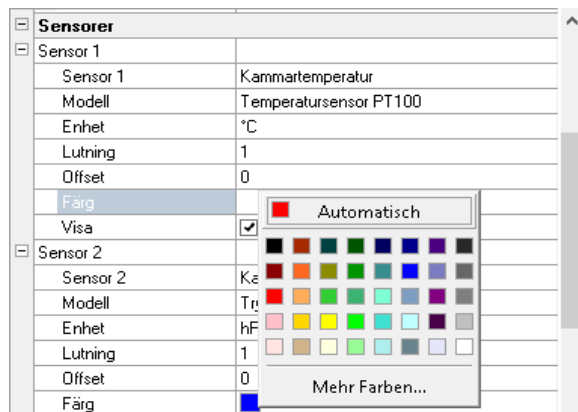 Sensorer
Sensor 1
Sensor 1 Kammartemperatur
Modell Temperatursensor PT100
Enhet °C
Lutning 1
Offset 0
Färg
Automatisch
Visa
Sensor 2
Sensor 2 Ka
Modell
Enhet
Lutning 1
Offset 0
Mehr Farben...
Färg